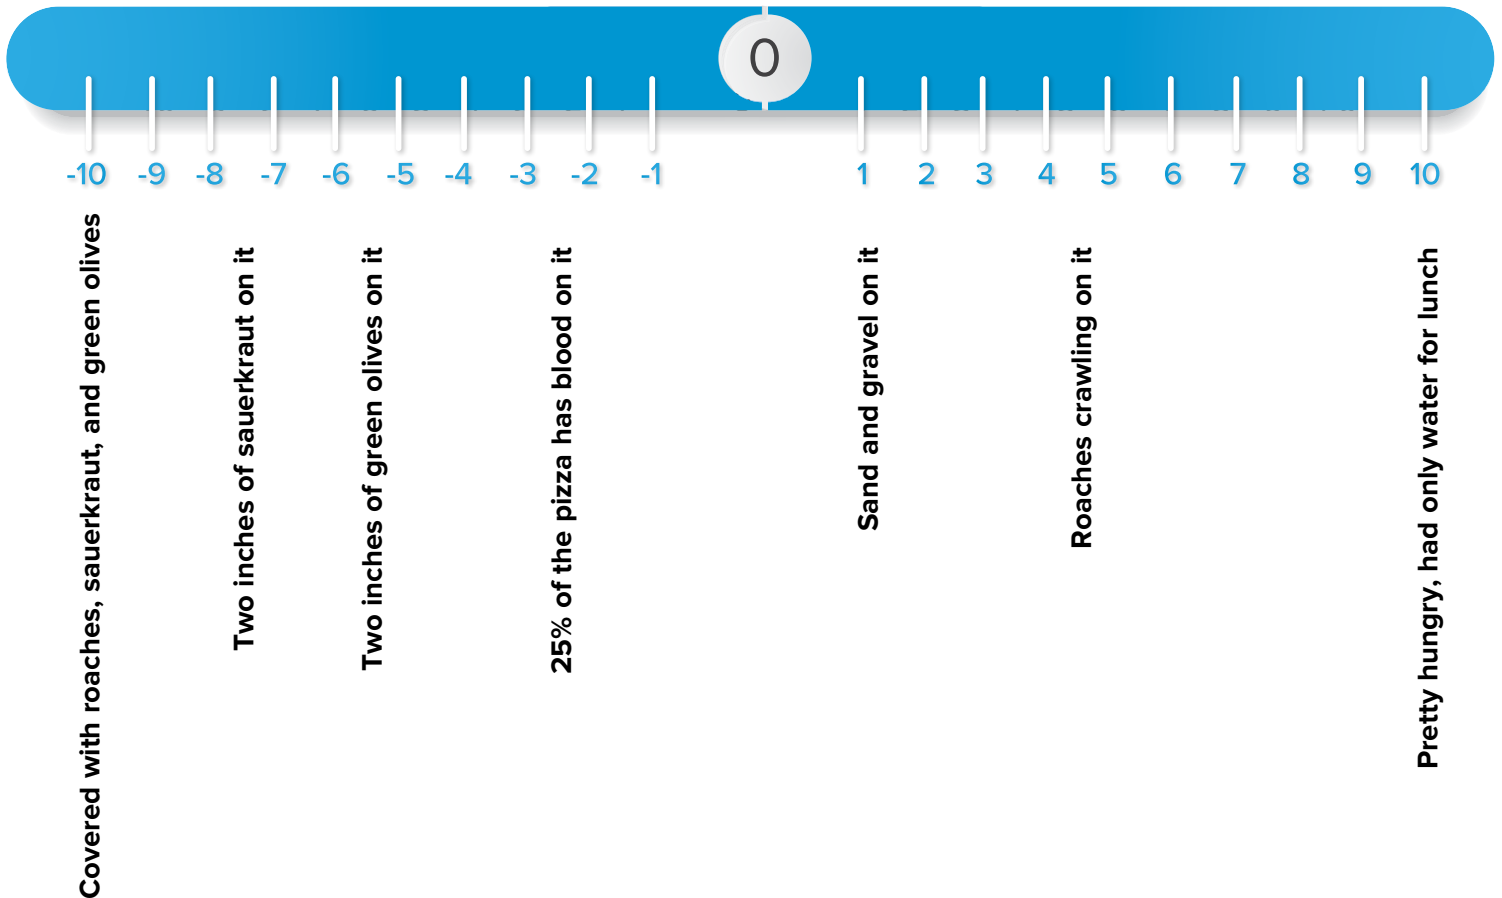 0
-10 -9 -8 -7 -6 -5 -4 -3 -2 -1 1 2 3 4 5 6 7 8 9 10
Covered with roaches, sauerkraut, and green olives
Two inches of sauerkraut on it
Two inches of green olives on it
25% of the pizza has blood on it
Sand and gravel on it
Roaches crawling on it
Pretty hungry, had only water for lunch